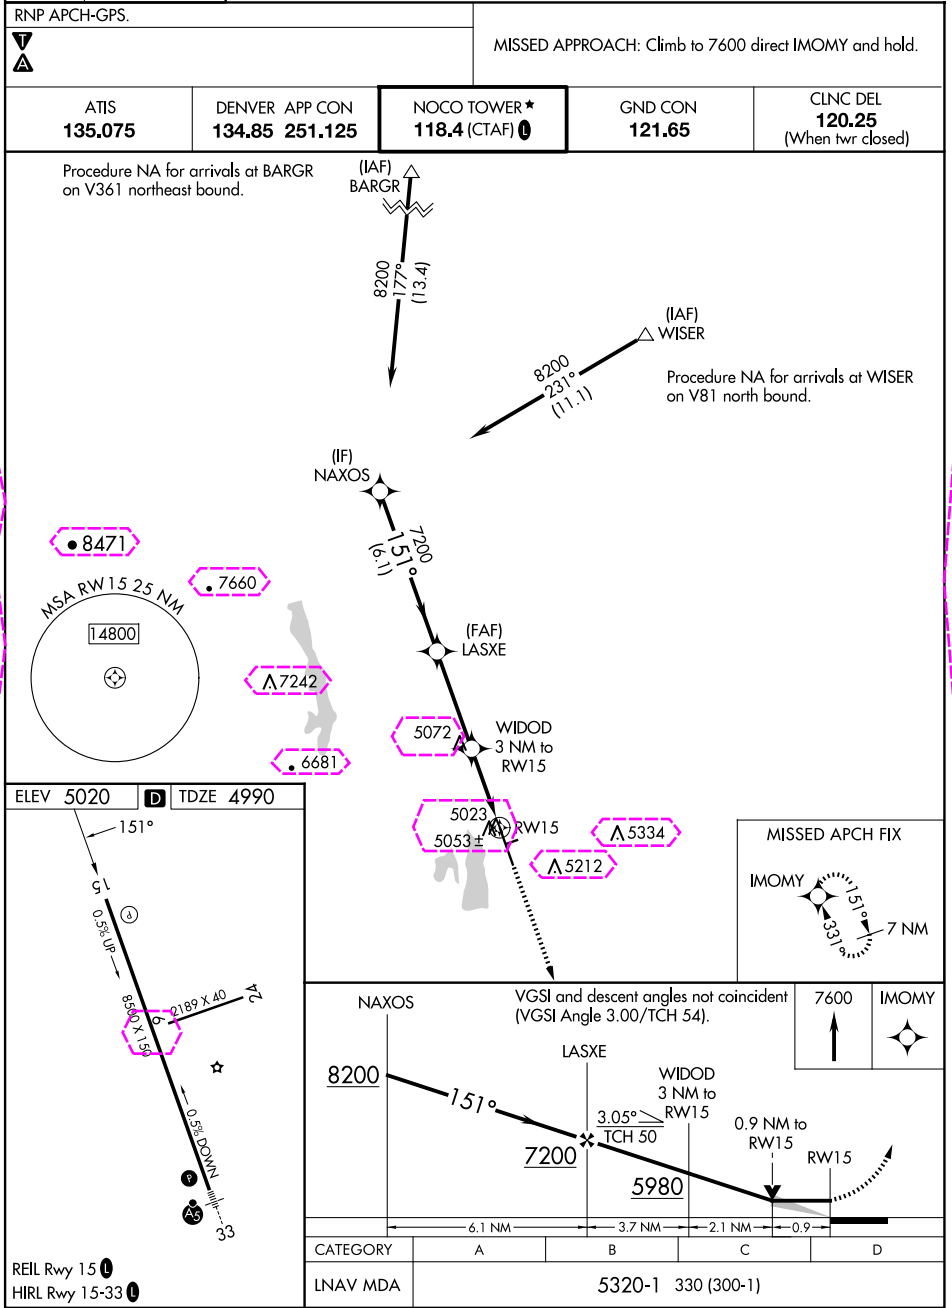 RNP APCH-GPS.
T
A
MISSED APPROACH: Climb to 7600 direct IMOMY and hold.
ATIS
135.075
DENVER APP CON
134.85 251.125
NOCO TOWER★
118.4 (CTAF) L
GND CON
121.65
CLNC DEL
120.25
(When twr closed)
Procedure NA for arrivals at BARGR
on V361 northeast bound.
(IAF)
BARGR
8200
177°
(13.4)
(IAF)
WISER
8200
231°
(11.1)
Procedure NA for arrivals at WISER
on V81 north bound.
(IF)
NAXOS
7200
151°
(6.1)
8471
7660
MSA RW15 25 NM
14800
(FAF)
LASXE
7242
5072
WIDOD
3 NM to
RW15
6681
5023
5053 ±
RW15
5334
5212
ELEV 5020
D
TDZE 4990
151°
15
P
0.5% UP
8500 X 150
2189 X 40
24
6
0.5% DOWN
P
A5
33
REIL Rwy 15 L
HIRL Rwy 15-33 L
MISSED APCH FIX
IMOMY
151°
331°
7 NM
NAXOS
VGSI and descent angles not coincident
(VGSI Angle 3.00/TCH 54).
7600
IMOMY
LASXE
8200
151°
WIDOD
3 NM to
RW15
3.05°
TCH 50
0.9 NM to
RW15
RW15
7200
5980
6.1 NM
3.7 NM
2.1 NM
0.9
CATEGORY
A
B
C
D
LNAV MDA
5320-1 330 (300-1)